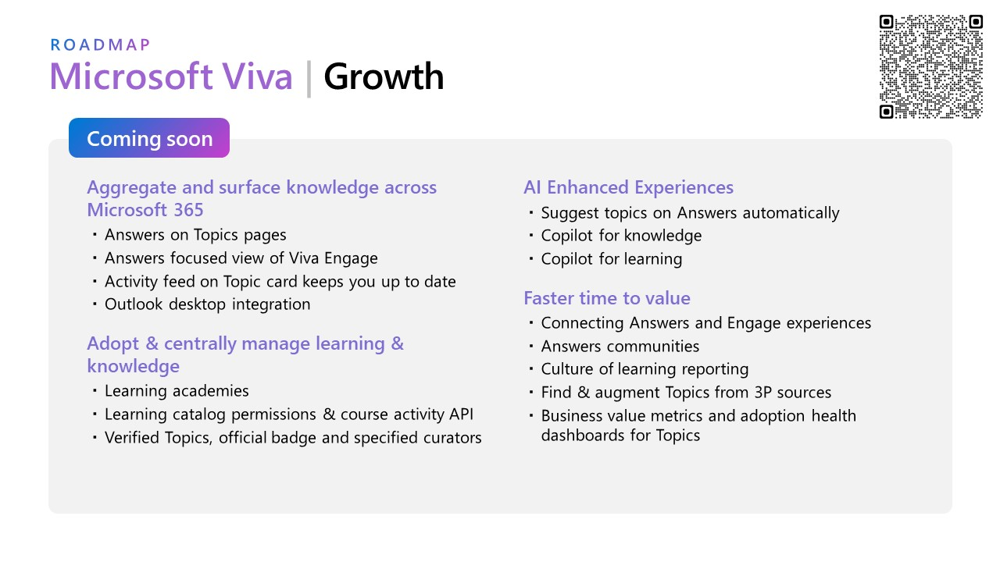 ROADMAP
Microsoft Viva | Growth
Coming soon
Aggregate and surface knowledge across
Microsoft 365
▪ Answers on Topics pages
▪ Answers focused view of Viva Engage
▪ Activity feed on Topic card keeps you up to date
▪ Outlook desktop integration
Adopt & centrally manage learning &
knowledge
▪ Learning academies
▪ Learning catalog permissions & course activity API
▪ Verified Topics, official badge and specified curators
AI Enhanced Experiences
▪ Suggest topics on Answers automatically
▪ Copilot for knowledge
▪ Copilot for learning
Faster time to value
▪ Connecting Answers and Engage experiences
▪ Answers communities
▪ Culture of learning reporting
▪ Find & augment Topics from 3P sources
▪ Business value metrics and adoption health
dashboards for Topics